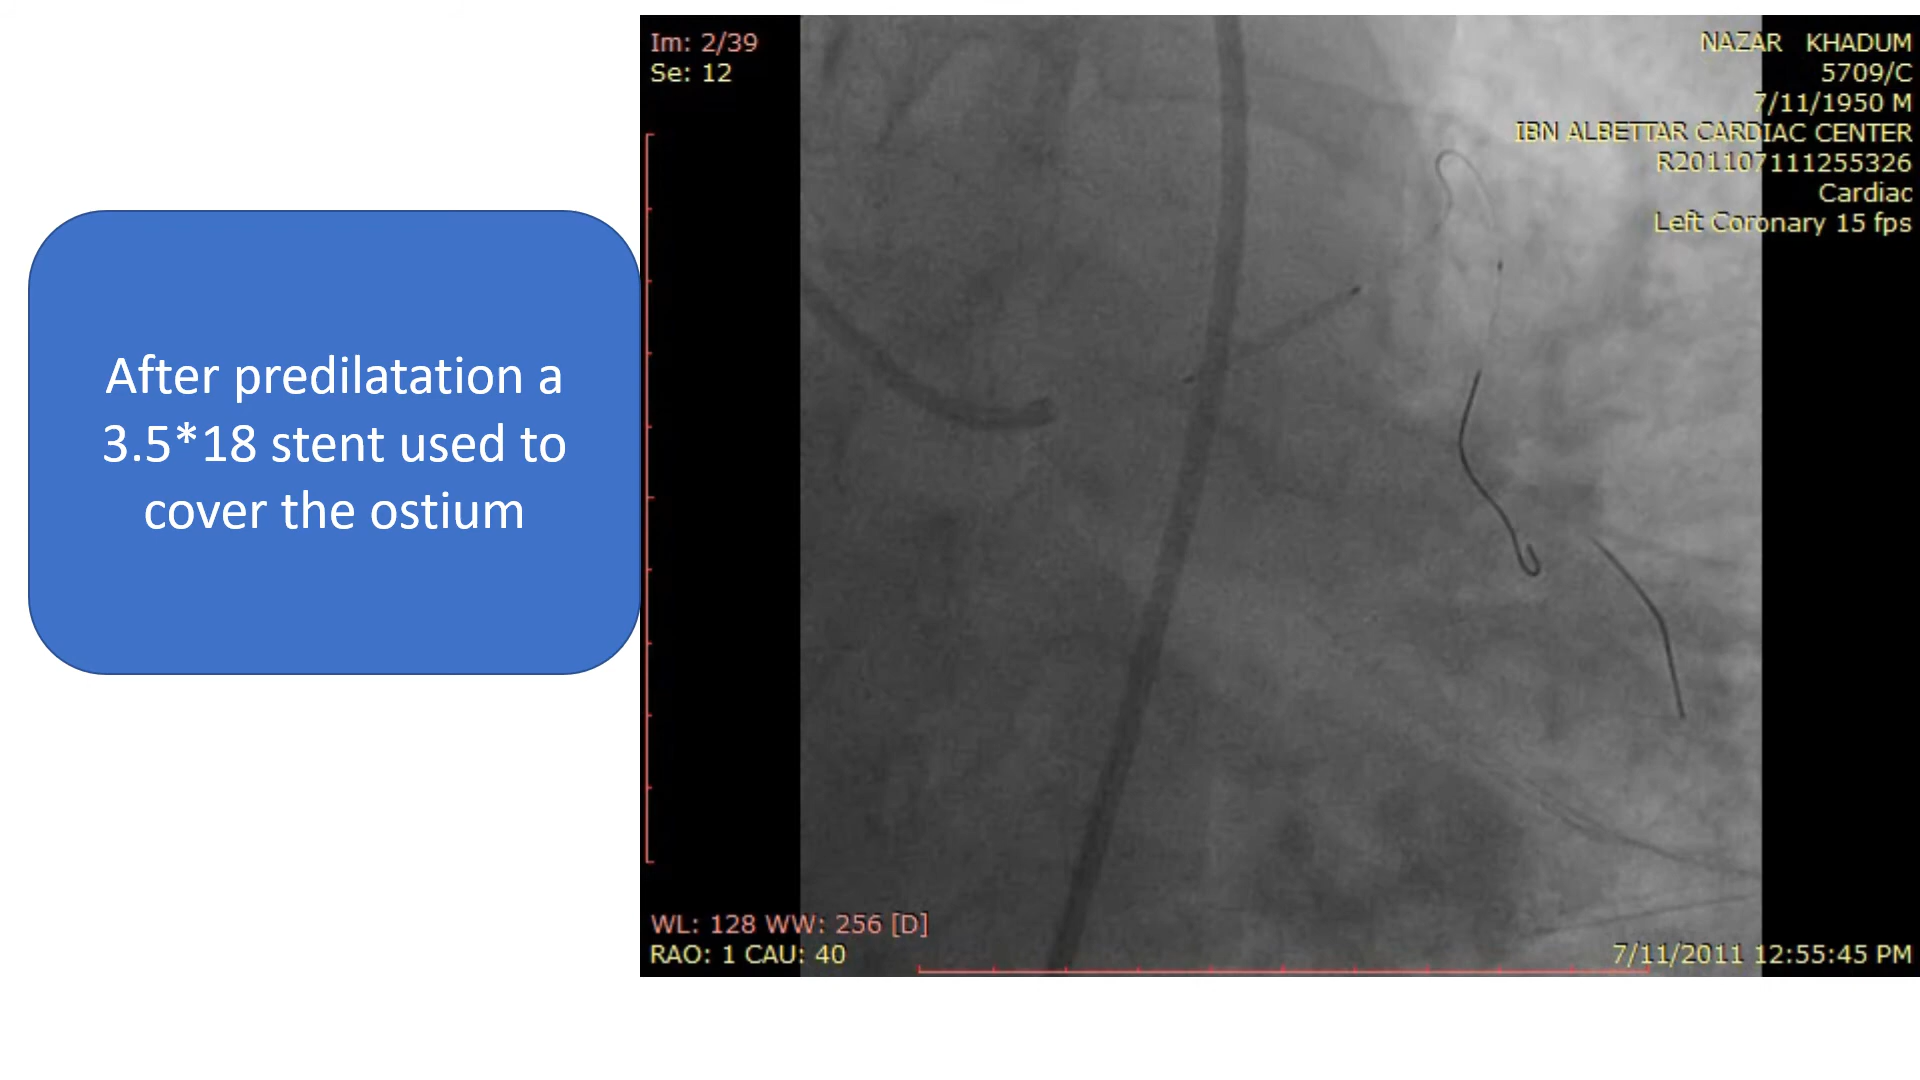 After predilatation a
3.5*18 stent used to
cover the ostium
Im: 2/39
Se: 12
NAZAR KHADUM
5709/C
7/11/1950 M
IBN ALBETTAR CARDIAC CENTER
R201107111255326
Cardiac
Left Coronary 15 fps
WL: 128 WW: 256 [D]
RAO: 1 CAU: 40
7/11/2011 12:55:45 PM